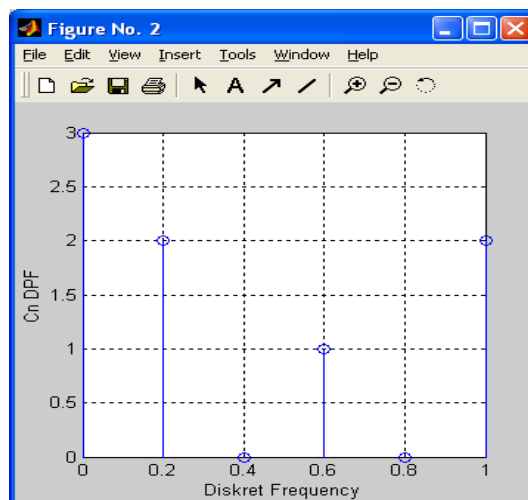 Figure No. 2
File Edit View Insert Tools Window Help
A
3
2.5
2
1.5
1
0.5
0
Cn DPF
0 0.2 0.4 0.6 0.8 1
Diskret Frequency